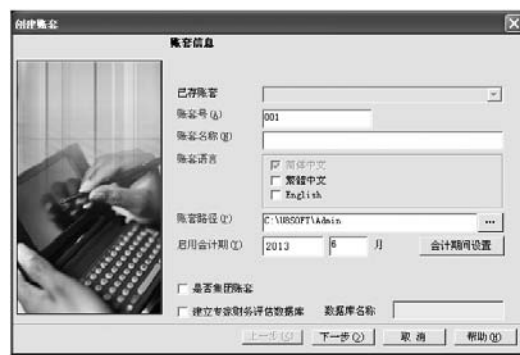 创建账套
账套信息
已存账套
账套号(A) 001
账套名称(N)
账套语言
简体中文
繁體中文
English
账套路径(P) C:\U8SOFT\Admin ...
启用会计期(Y) 2013 6 月 会计期间设置
是否集团账套
建立专家财务评估数据库 数据库名称
上一步(S) 下一步(O) 取消 帮助(H)